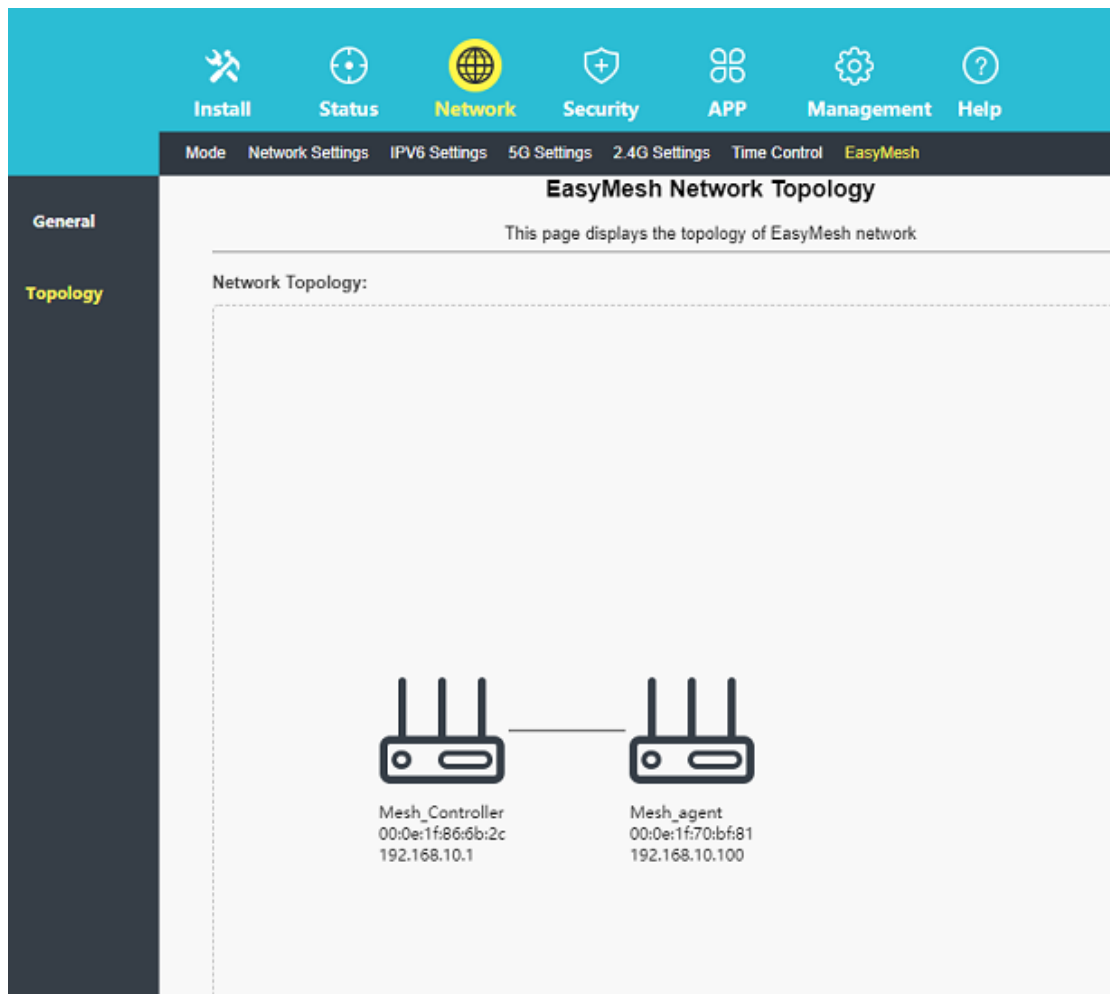 Install Status Network Security APP Management Help
Mode Network Settings IPV6 Settings 5G Settings 2.4G Settings Time Control EasyMesh
General
Topology
EasyMesh Network Topology
This page displays the topology of EasyMesh network
Network Topology:
Mesh_Controller
00:0e:1f:86:6b:2c
192.168.10.1
Mesh_agent
00:0e:1f:70:bf:81
192.168.10.100